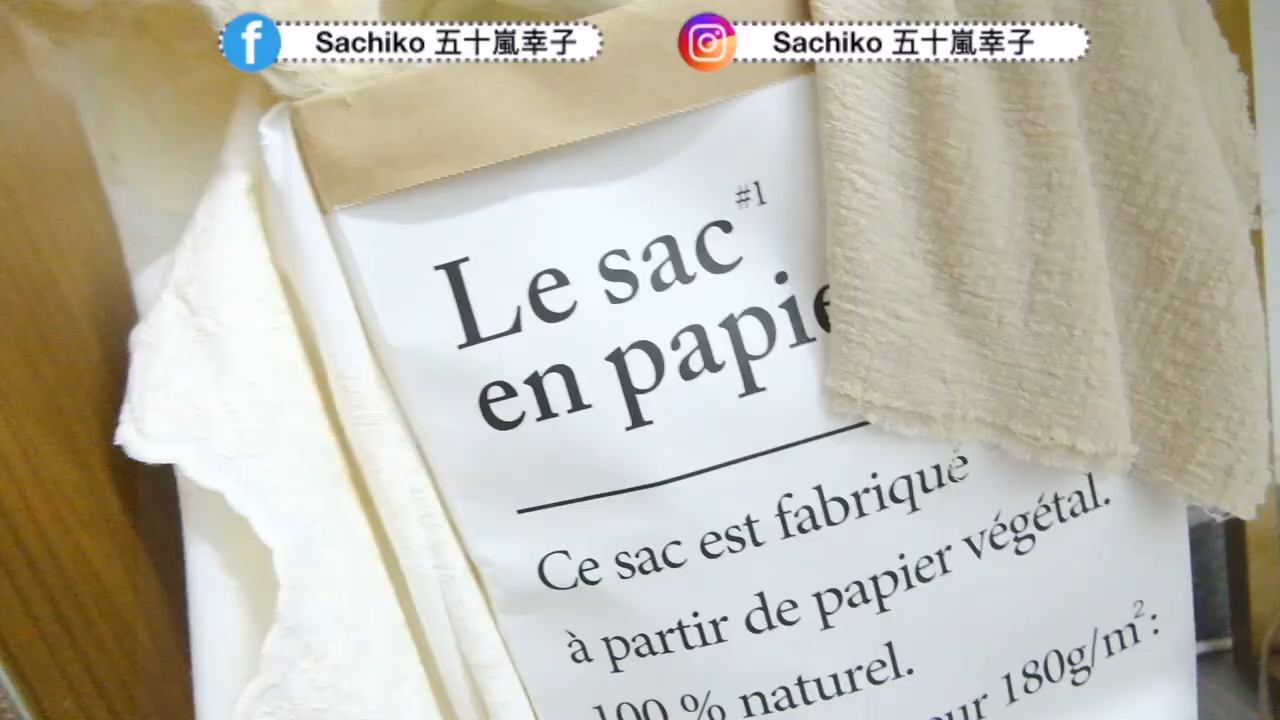 Sachiko 五十嵐幸子
Sachiko 五十嵐幸子
Le sac #1
en papie
Ce sac est fabriqué
à partir de papier végétal.
100 % naturel.
180g/m²: